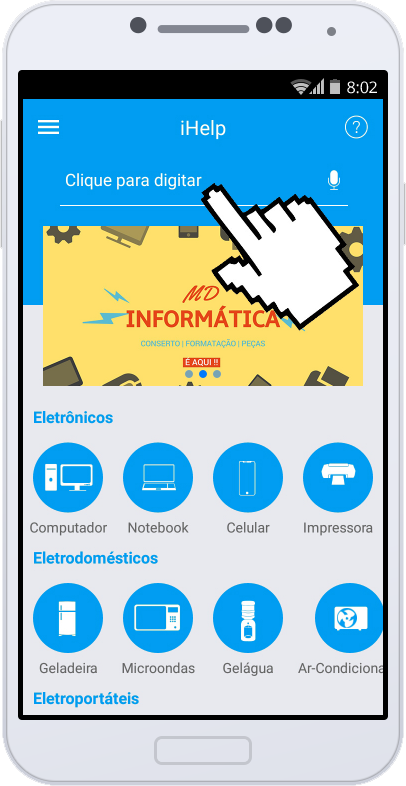 8:02
iHelp
?
Clique para digitar
MD
INFORMÁTICA
CONSERTO | FORMATAÇÃO | PEÇAS
É AQUI !!
Eletrônicos
Computador Notebook Celular Impressora
Eletrodomésticos
Geladeira Microondas Gelágua Ar-Condiciona
Eletroportáteis